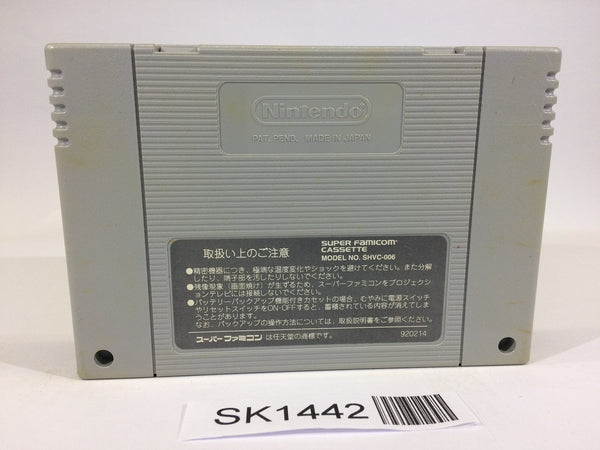 Nintendo
PAT. PEND. MADE IN JAPAN
取扱い上のご注意
SUPER FAMICOM
CASSETTE
MODEL NO. SHVC-006
●精密機器につき、極端な温度変化やショックを避けてください。また分解
したり、端子部を汚したりしないでください。
●残像現象(画面焼け)が生ずるため、スーパーファミコンをプロジェクシ
ョンテレビには接続しないでください。
●バッテリーバックアップ機能付きカセットの場合、むやみに電源スイッチ
やリセットスイッチをON・OFFすると、蓄積されている内容が消えてしま
うことがあります。
なお、バックアップの操作方法については、取扱説明書をご参照ください。
スーパーファミコンは任天堂の商標です。
920214
SK1442